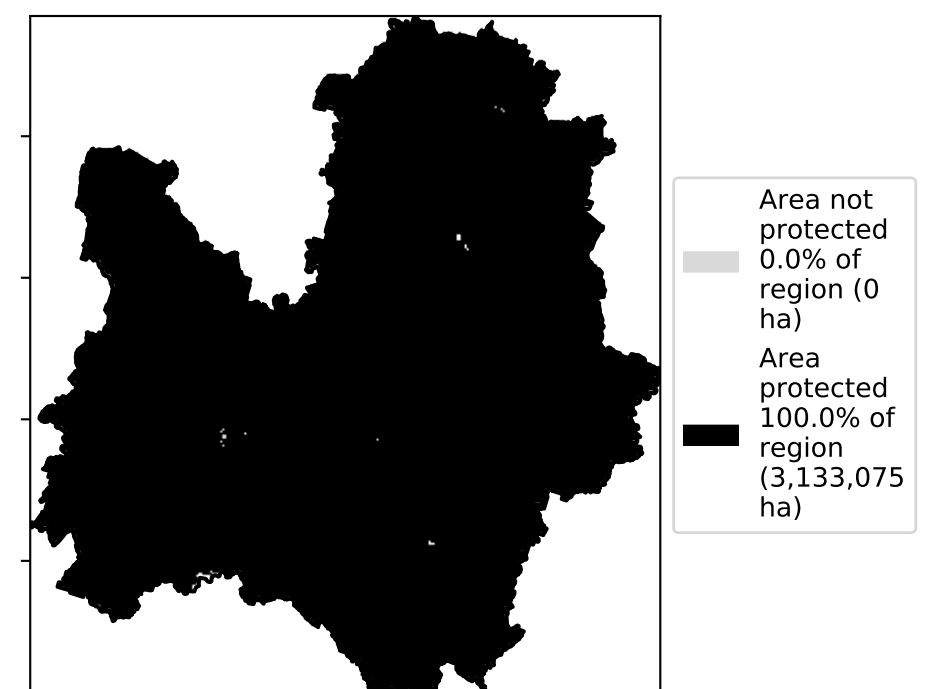 Area not
protected
0.0% of
region (0
ha)
Area
protected
100.0% of
region
(3,133,075
ha)